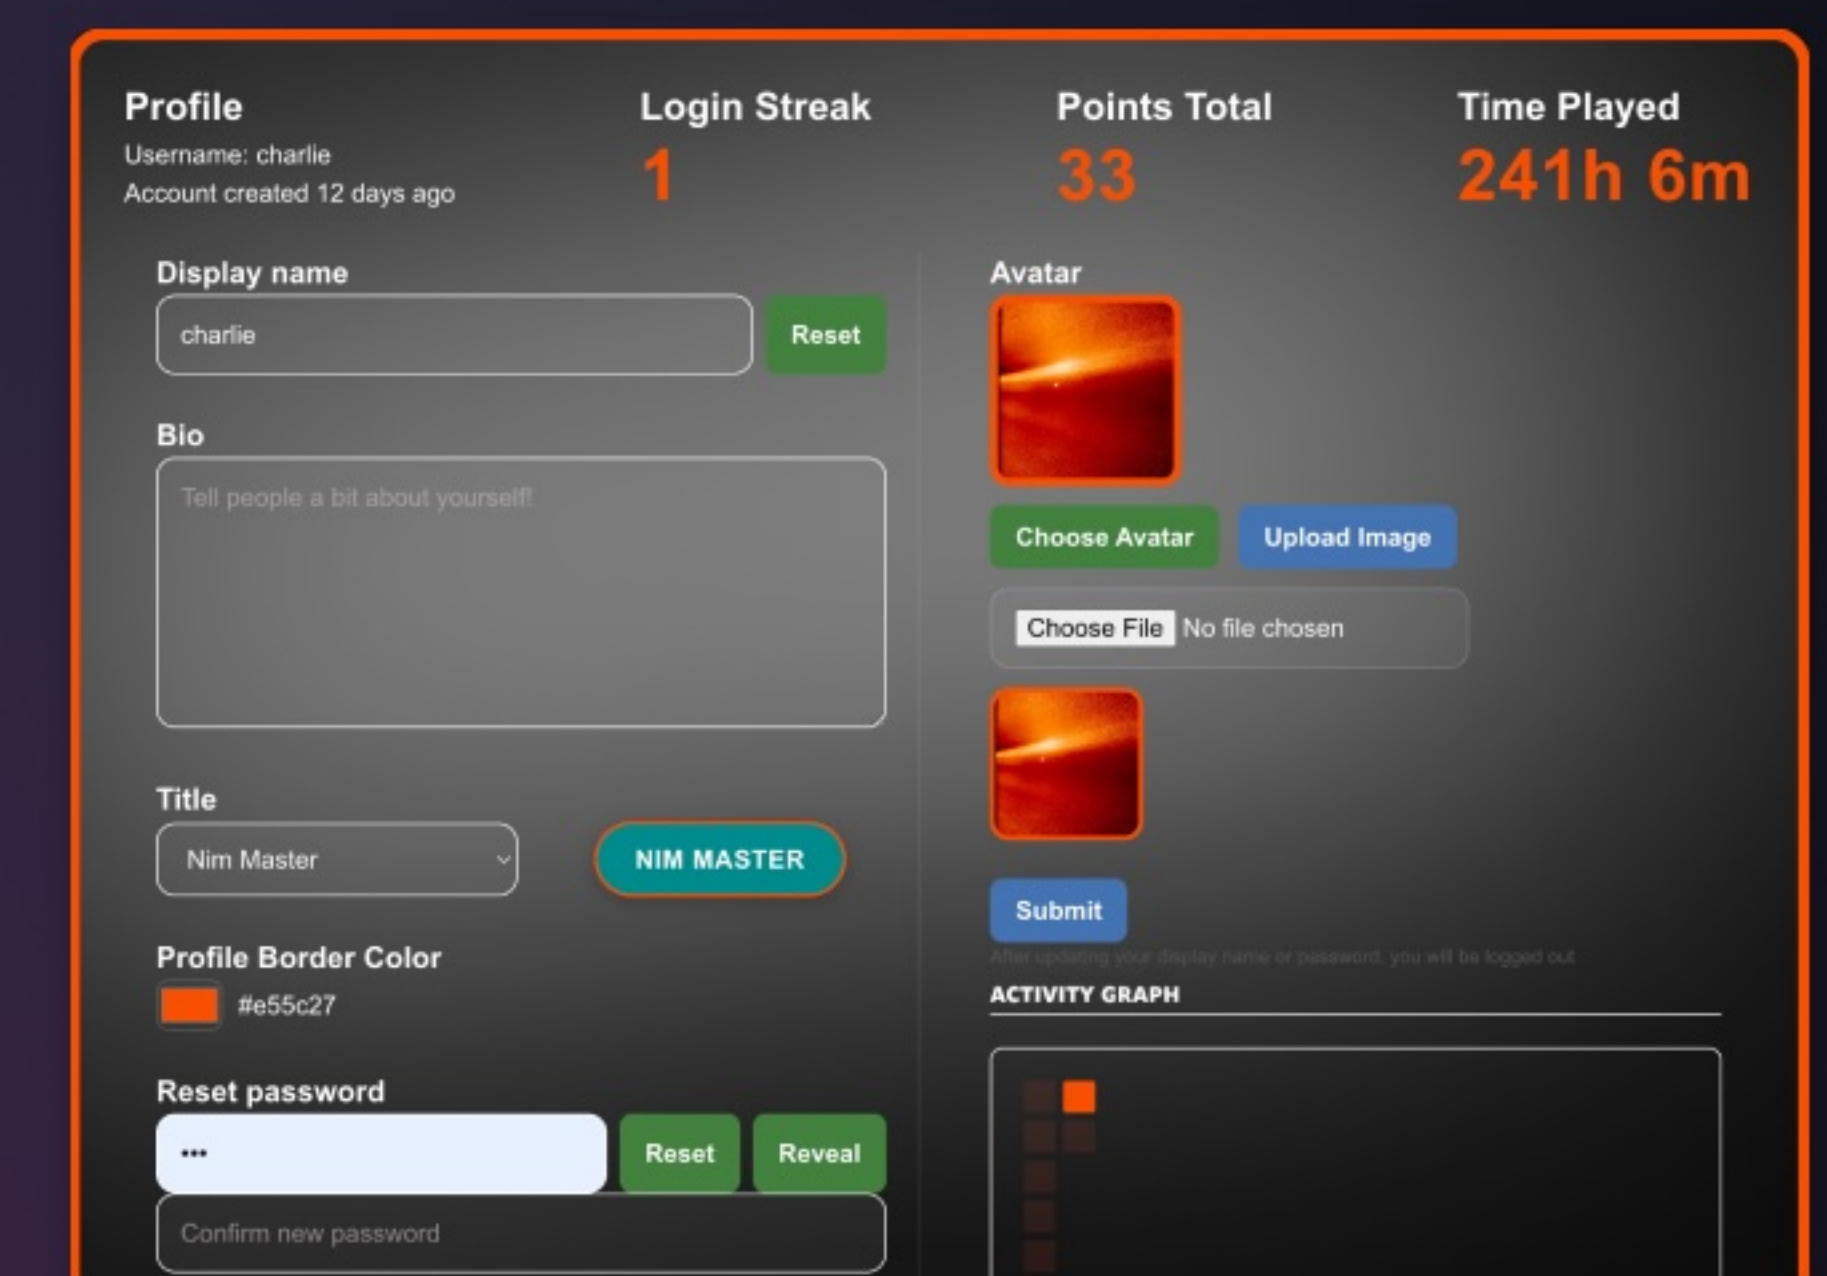 Profile
Username: charlie
Account created 12 days ago
Login Streak
1
Points Total
33
Time Played
241h 6m
Display name
charlie
Reset
Bio
Tell people a bit about yourself!
Title
Nim Master
NIM MASTER
Profile Border Color
#e55c27
Reset password
•••
Reset
Reveal
Confirm new password
Avatar
Choose Avatar
Upload Image
Choose File No file chosen
Submit
After updating your display name or password, you will be logged out
ACTIVITY GRAPH